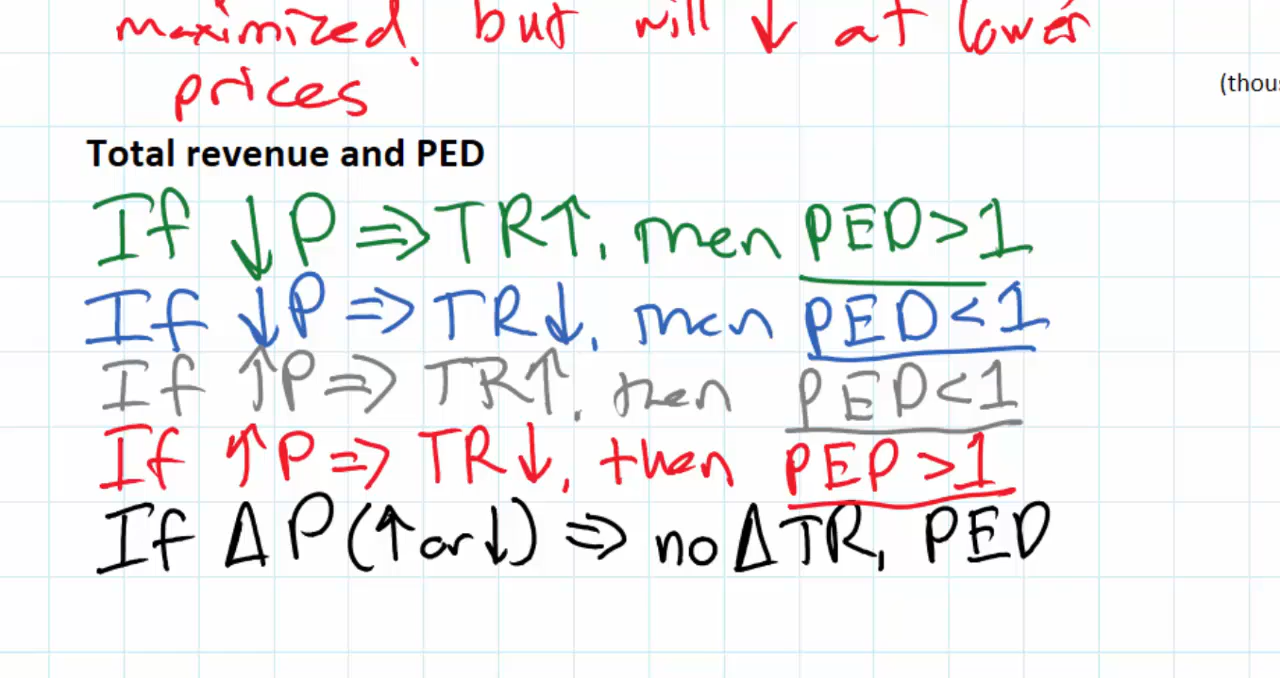 maximized but will ↓ at lower
prices
(thous
Total revenue and PED
If ↓P ⇒ TR↑, then PED>1
If ↓P ⇒ TR↓, then PED<1
If ↑P ⇒ TR↑, then PED<1
If ↑P ⇒ TR↓, then PED>1
If ΔP (↑ or ↓) ⇒ no ΔTR, PED